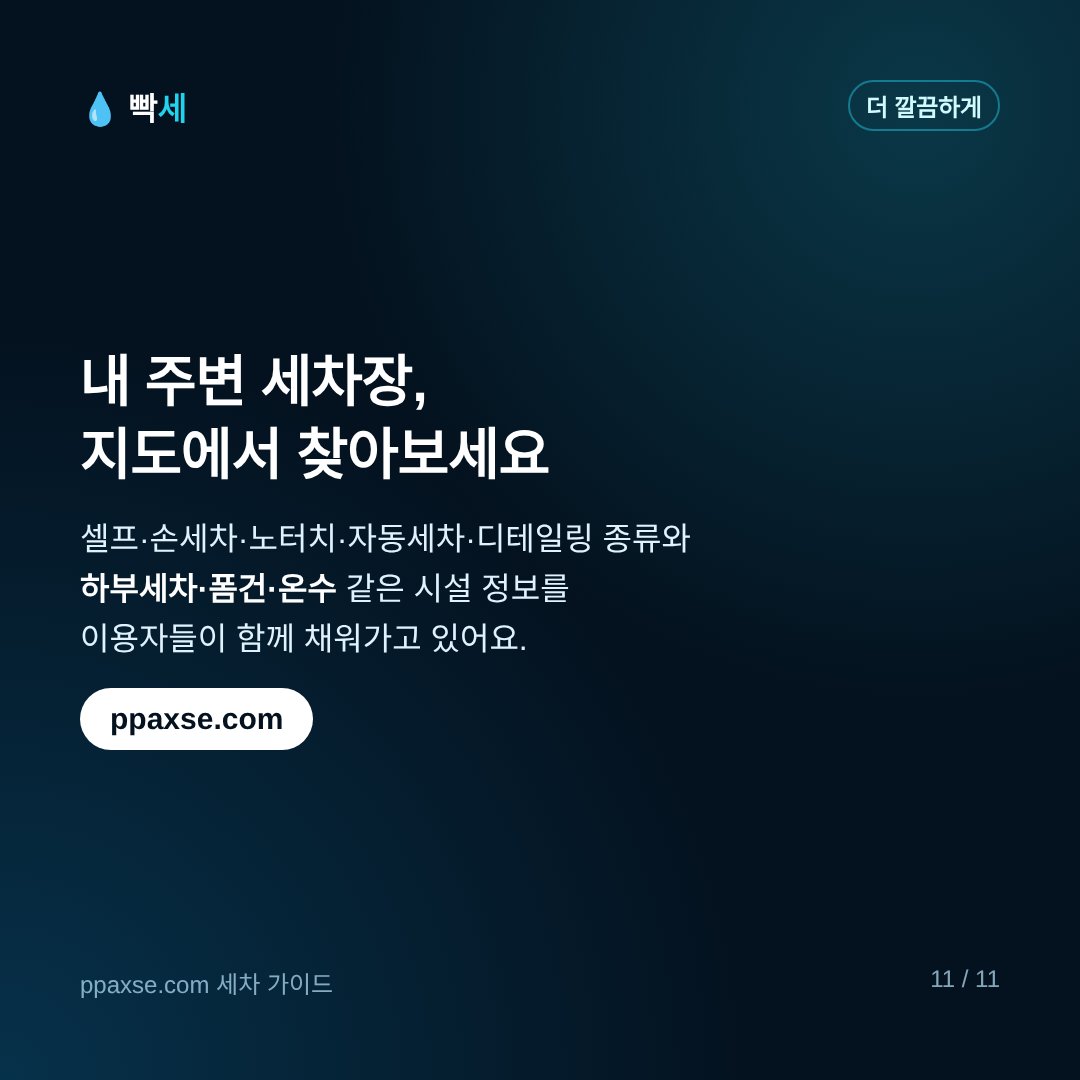 빡세
더 깔끔하게
내 주변 세차장,
지도에서 찾아보세요
셀프·손세차·노터치·자동세차·디테일링 종류와
하부세차·폼건·온수 같은 시설 정보를
이용자들이 함께 채워가고 있어요.
ppaxse.com
ppaxse.com 세차 가이드
11 / 11